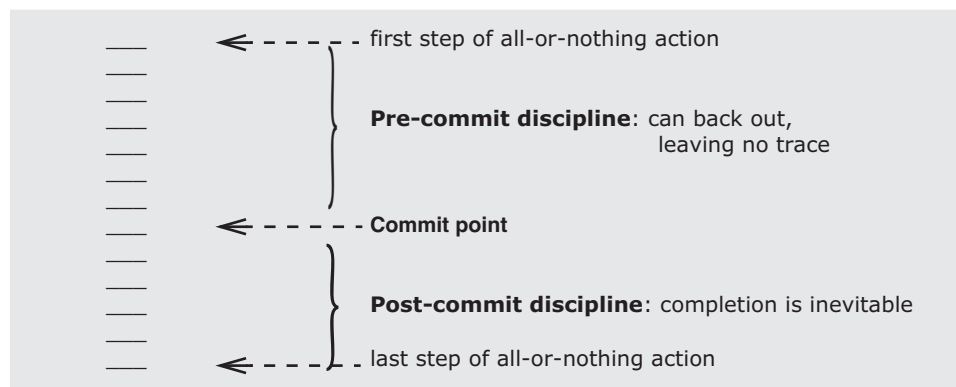 first step of all-or-nothing action
Pre-commit discipline: can back out,
leaving no trace
Commit point
Post-commit discipline: completion is inevitable
last step of all-or-nothing action